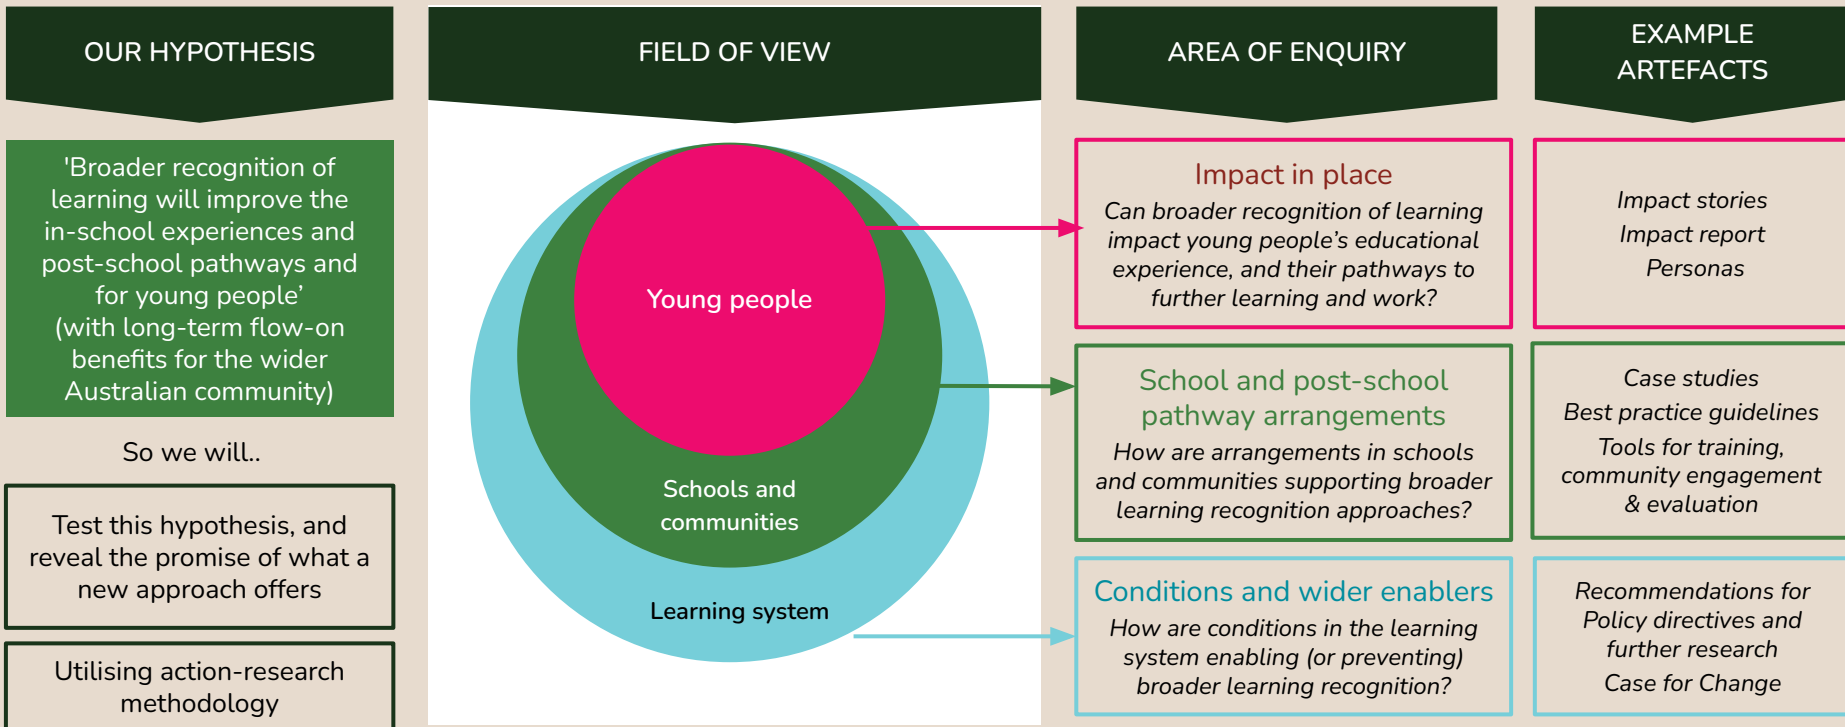 OUR HYPOTHESIS
'Broader recognition of
learning will improve the
in-school experiences and
post-school pathways and
for young people’
(with long-term flow-on
benefits for the wider
Australian community)
So we will..
Test this hypothesis, and
reveal the promise of what a
new approach offers
Utilising action-research
methodology
FIELD OF VIEW
Young people
Schools and
communities
Learning system
AREA OF ENQUIRY
Impact in place
Can broader recognition of learning
impact young people’s educational
experience, and their pathways to
further learning and work?
School and post-school
pathway arrangements
How are arrangements in schools
and communities supporting broader
learning recognition approaches?
Conditions and wider enablers
How are conditions in the learning
system enabling (or preventing)
broader learning recognition?
EXAMPLE
ARTEFACTS
Impact stories
Impact report
Personas
Case studies
Best practice guidelines
Tools for training,
community engagement
& evaluation
Recommendations for
Policy directives and
further research
Case for Change